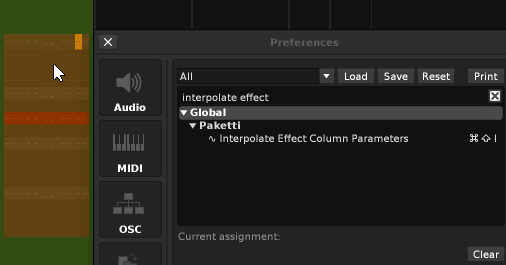 Preferences
All
Load
Save
Reset
Print
Audio
interpolate effect
Global
Paketti
∿ Interpolate Effect Column Parameters ⌘⇧I
MIDI
OSC
Current assignment:
Clear